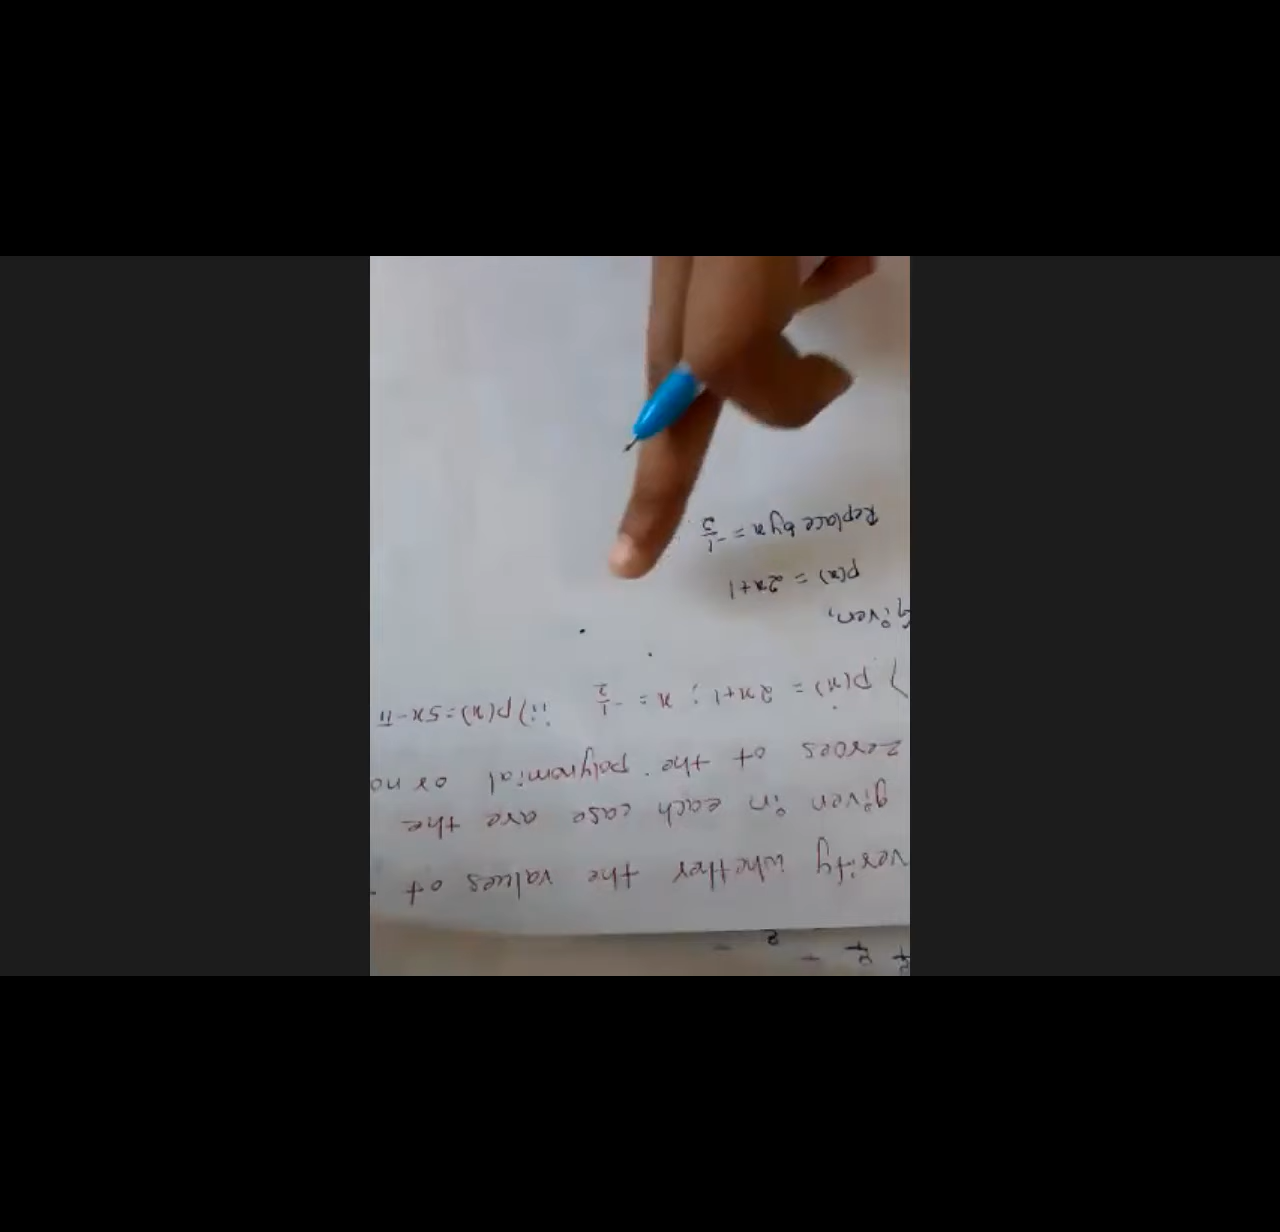 verify whether the values of
given in each case are the
zeroes of the polynomial or no
) p(x) = 2x+1 ; x = -1/2 ii) p(x)=5x-π
Given,
p(x) = 2x+1
Replace by x = -1/2